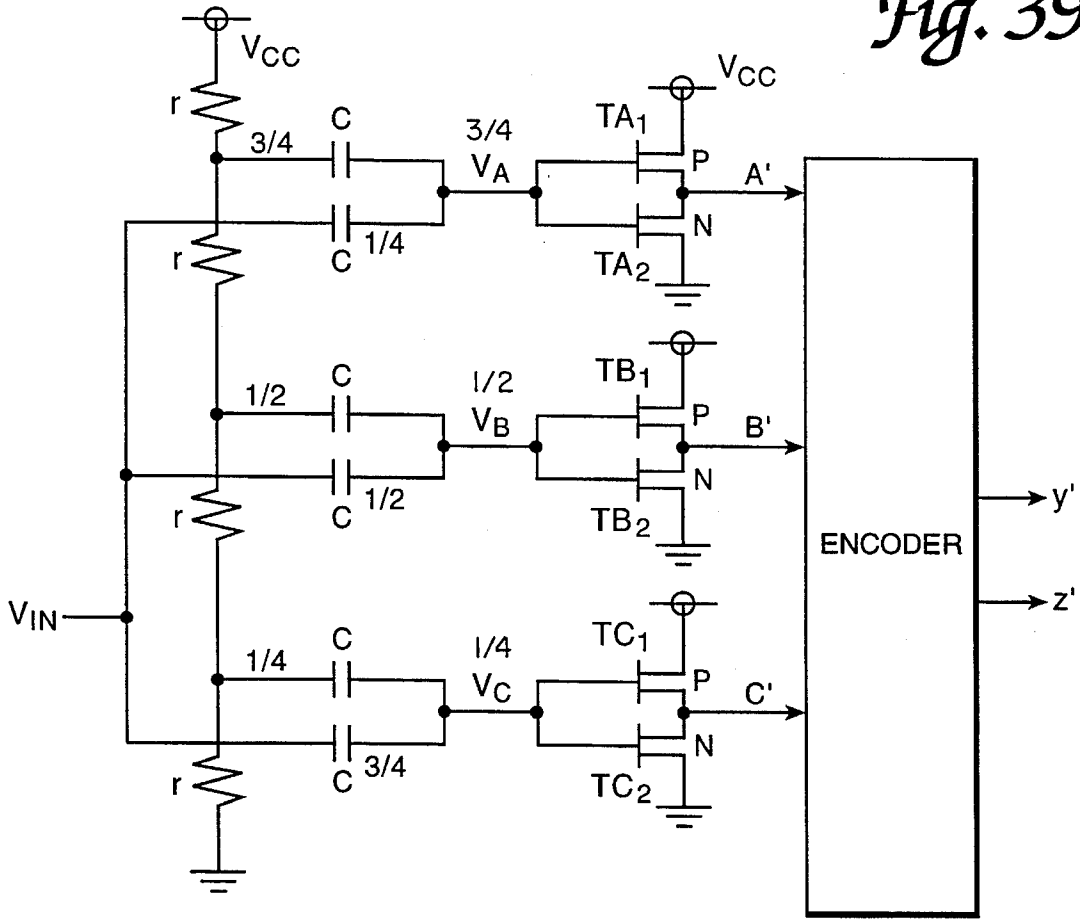 Fig. 39
VCC
r
C
3/4
3/4
VA
C
1/4
TA1
VCC
P
N
TA2
A'
r
C
1/2
1/2
VB
C
1/2
TB1
P
N
TB2
B'
r
VIN
C
1/4
1/4
VC
C
3/4
TC1
P
N
TC2
C'
r
ENCODER
y'
z'